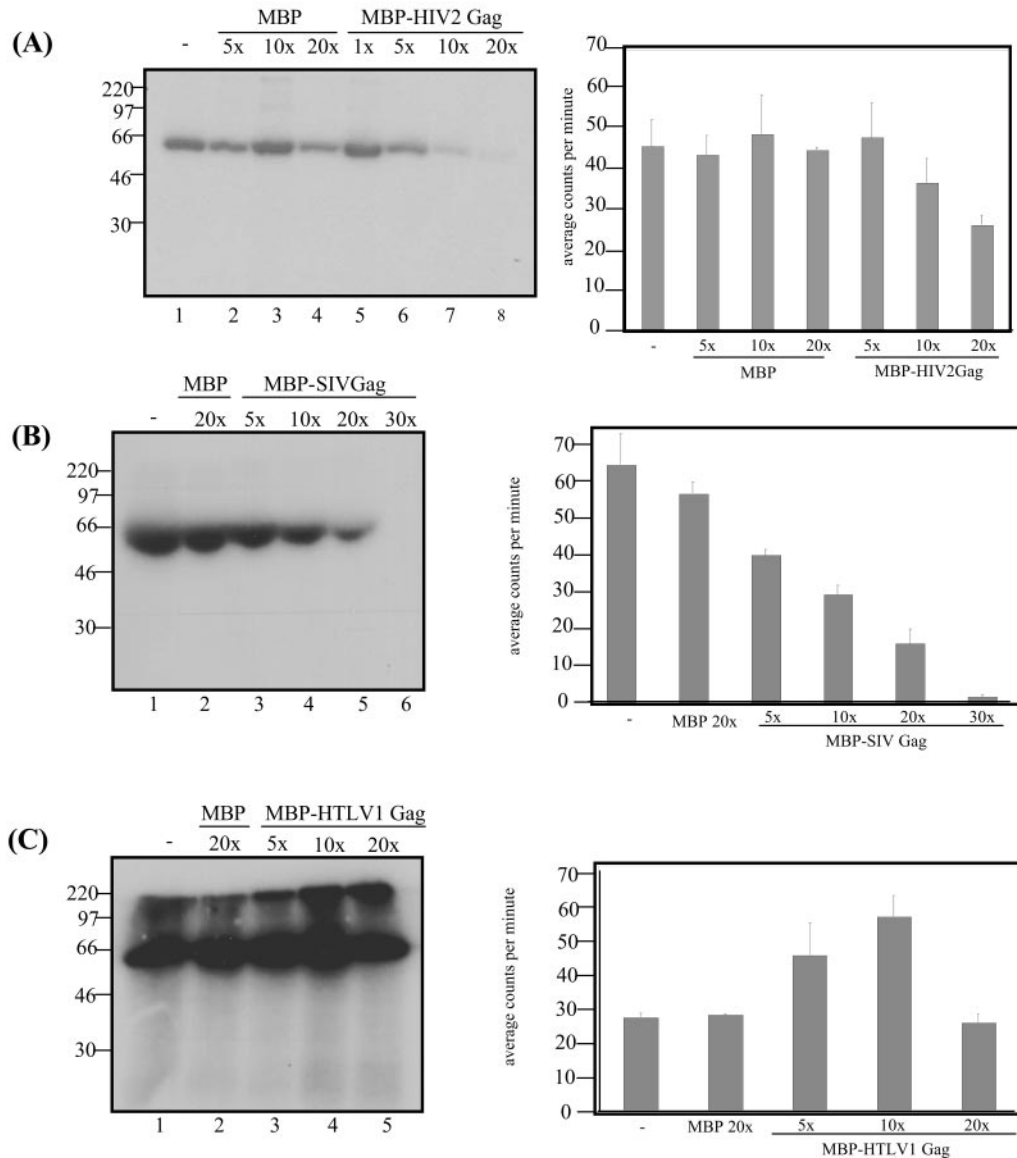 (A)
MBP MBP-HIV2 Gag
- 5x 10x 20x 1x 5x 10x 20x
220
97
66
46
30
1 2 3 4 5 6 7 8
70
60
50
40
30
20
10
0
average counts per minute
- 5x 10x 20x 5x 10x 20x
MBP MBP-HIV2Gag
(B)
MBP MBP-SIVGag
- 20x 5x 10x 20x 30x
220
97
66
46
30
1 2 3 4 5 6
70
60
50
40
30
20
10
0
average counts per minute
- MBP 20x 5x 10x 20x 30x
MBP-SIV Gag
(C)
MBP MBP-HTLV1 Gag
- 20x 5x 10x 20x
220
97
66
46
30
1 2 3 4 5
70
60
50
40
30
20
10
0
average counts per minute
- MBP 20x 5x 10x 20x
MBP-HTLV1 Gag